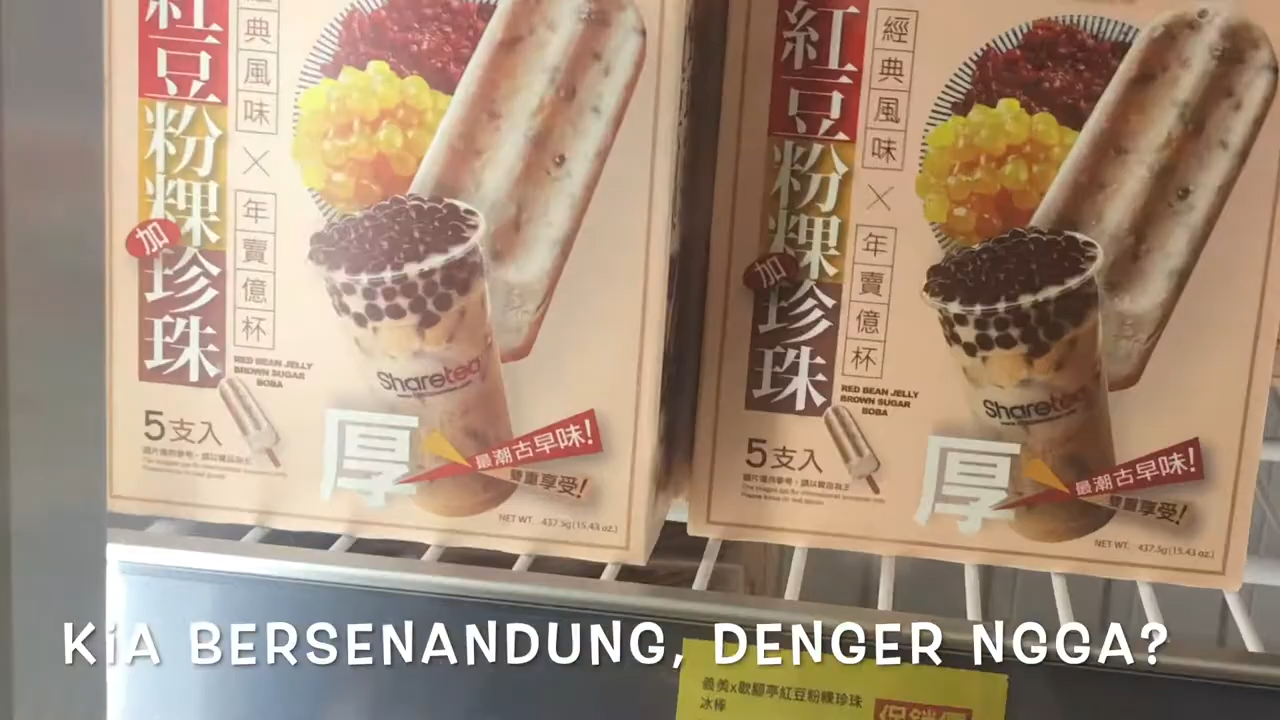 紅豆粉粿
加
珍珠
經典風味
×
年賣億杯
RED BEAN JELLY
BROWN SUGAR
BOBA
Sharetea
5支入
厚
最潮古早味!
雙重享受!
NET WT. 437.5g(15.43 oz.)
紅豆粉粿
加
珍珠
經典風味
×
年賣億杯
RED BEAN JELLY
BROWN SUGAR
BOBA
Sharetea
5支入
厚
最潮古早味!
雙重享受!
NET WT. 437.5g(15.43 oz.)
KiA BERSENANDUNG, DENGER NGGA?
義美x歇腳亭紅豆粉粿珍珠
冰棒
促銷價